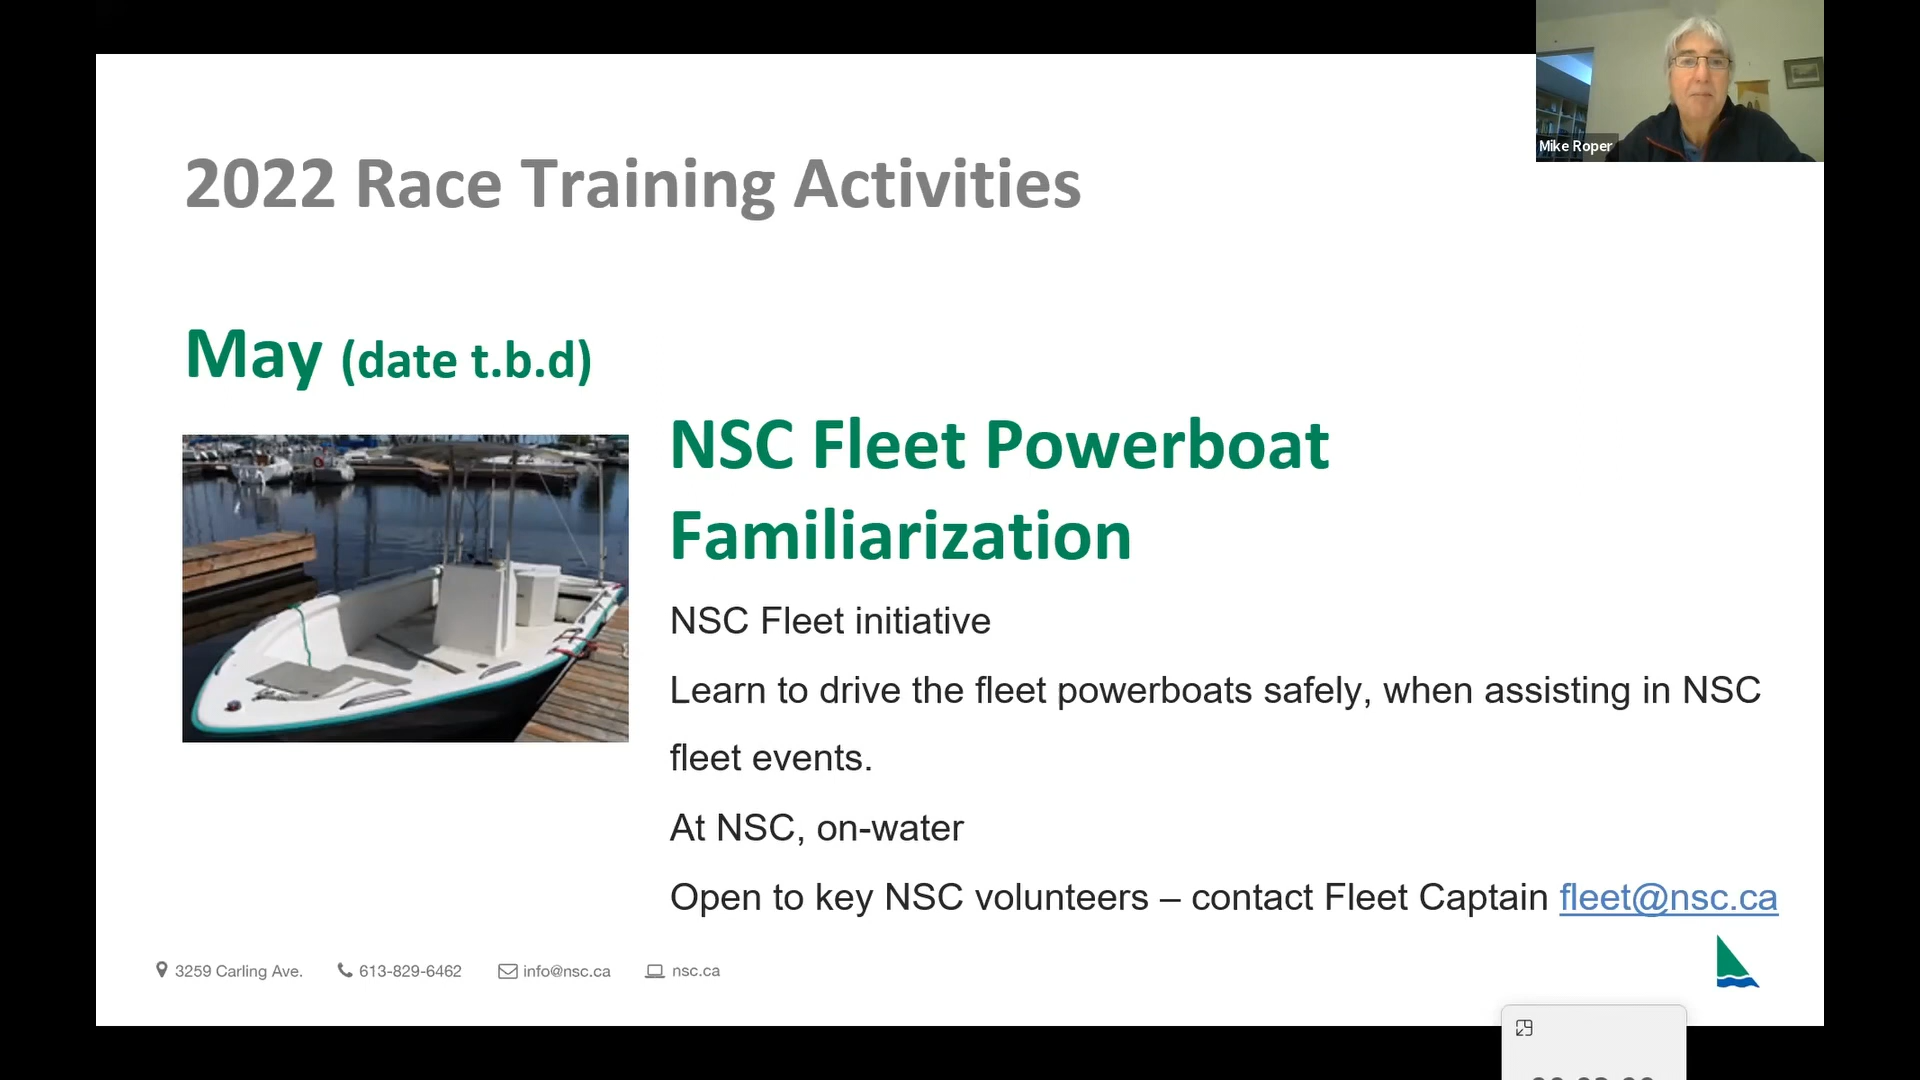 Mike Roper
2022 Race Training Activities
May (date t.b.d)
NSC Fleet Powerboat
Familiarization
NSC Fleet initiative
Learn to drive the fleet powerboats safely, when assisting in NSC
fleet events.
At NSC, on-water
Open to key NSC volunteers – contact Fleet Captain fleet@nsc.ca
3259 Carling Ave. 613-829-6462 info@nsc.ca nsc.ca